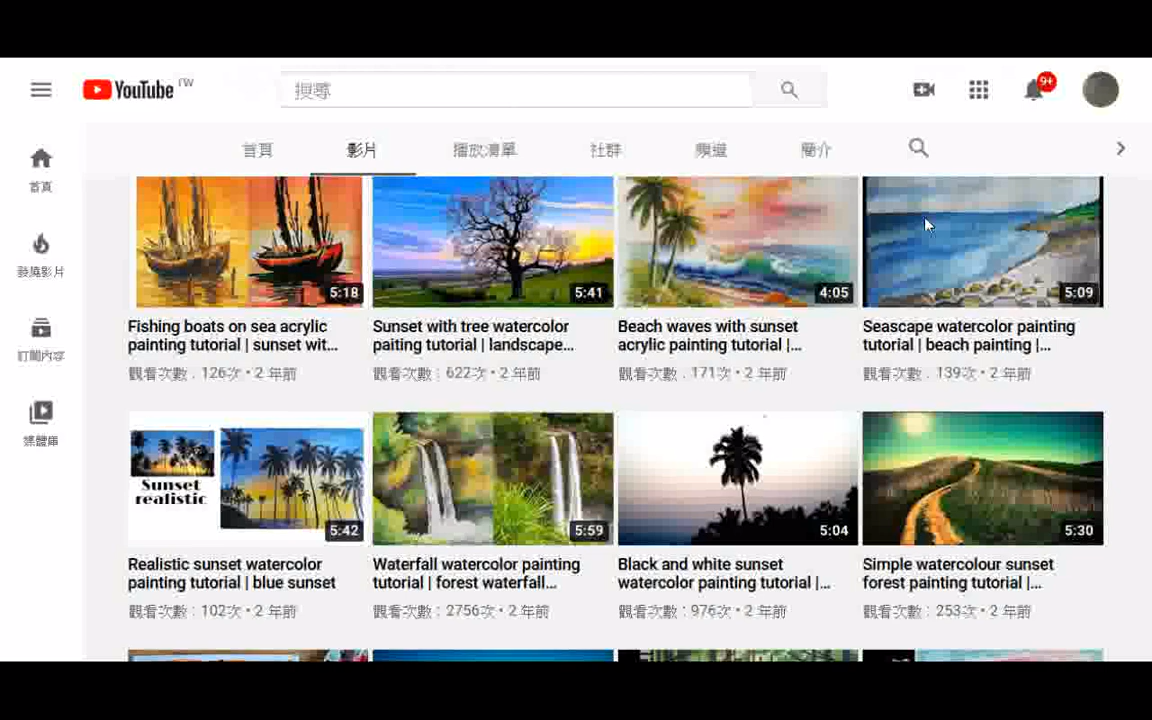 YouTube TW
搜尋
9+
首頁 影片 播放清單 社群 頻道 簡介
首頁
發燒影片
訂閱內容
媒體庫
5:18 5:41 4:05 5:09
Fishing boats on sea acrylic
painting tutorial | sunset wit...
觀看次數：126次 • 2 年前
Sunset with tree watercolor
paiting tutorial | landscape...
觀看次數：622次 • 2 年前
Beach waves with sunset
acrylic painting tutorial |...
觀看次數：171次 • 2 年前
Seascape watercolor painting
tutorial | beach painting |...
觀看次數：139次 • 2 年前
Sunset
realistic
5:42 5:59 5:04 5:30
Realistic sunset watercolor
painting tutorial | blue sunset
觀看次數：102次 • 2 年前
Waterfall watercolor painting
tutorial | forest waterfall...
觀看次數：2756次 • 2 年前
Black and white sunset
watercolor painting tutorial |...
觀看次數：976次 • 2 年前
Simple watercolour sunset
forest painting tutorial |...
觀看次數：253次 • 2 年前